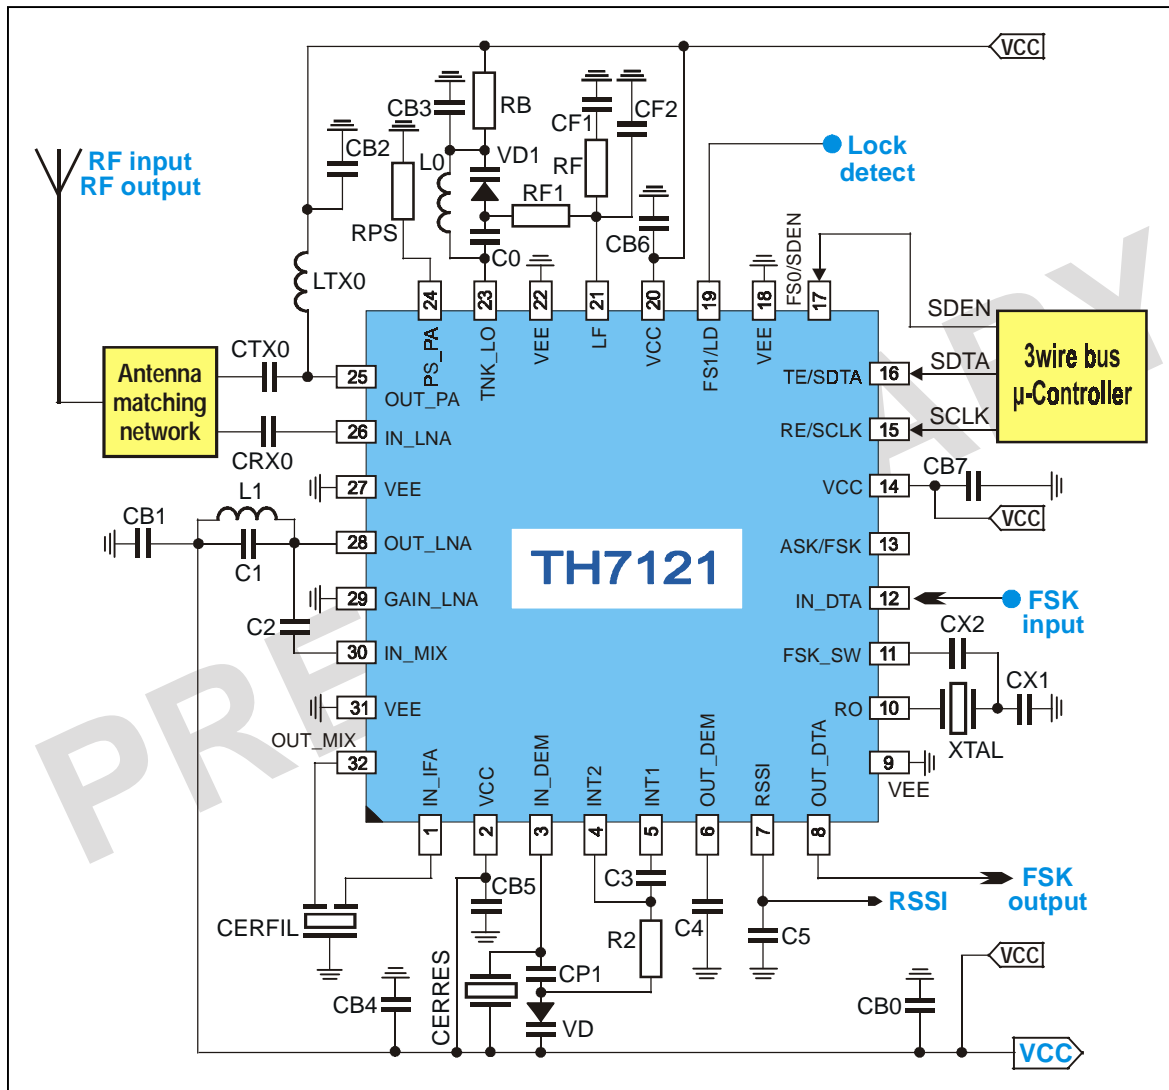 VCC
CB3
RB
CF1
CF2
CB2
RF input
RF output
L0
VD1
RF
Lock
detect
RF1
RPS
C0
CB6
LTX0
FS0/SDEN
24
23
22
21
20
19
18
17
PS_PA
TNK_LO
VEE
LF
VCC
FS1/LD
VEE
SDEN
SDTA
SCLK
3wire bus
µ-Controller
Antenna
matching
network
CTX0
CRX0
25
OUT_PA
26
IN_LNA
27
VEE
L1
CB1
C1
28
OUT_LNA
29
GAIN_LNA
C2
30
IN_MIX
31
VEE
OUT_MIX
32
TH7121
TE/SDTA
16
RE/SCLK
15
VCC
14
CB7
VCC
ASK/FSK
13
IN_DTA
12
FSK
input
FSK_SW
11
CX2
RO
10
CX1
XTAL
9
VEE
IN_IFA
VCC
IN_DEM
INT2
INT1
OUT_DEM
RSSI
OUT_DTA
1
2
3
4
5
6
7
8
CERFIL
CB5
C3
C4
R2
C5
RSSI
FSK
output
CERRES
CP1
VD
CB4
CB0
VCC
VCC
PRELIMINARY